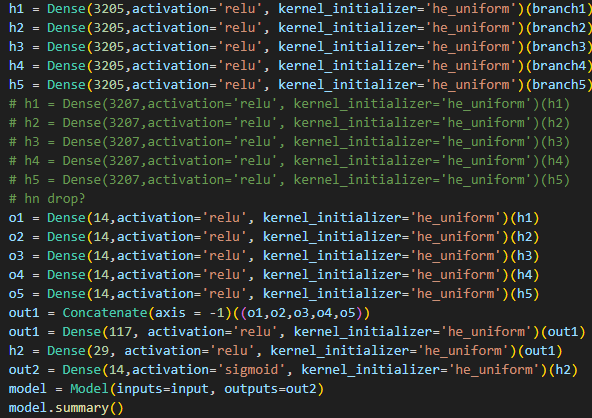 h1 = Dense(3205,activation='relu', kernel_initializer='he_uniform')(branch1)
h2 = Dense(3205,activation='relu', kernel_initializer='he_uniform')(branch2)
h3 = Dense(3205,activation='relu', kernel_initializer='he_uniform')(branch3)
h4 = Dense(3205,activation='relu', kernel_initializer='he_uniform')(branch4)
h5 = Dense(3205,activation='relu', kernel_initializer='he_uniform')(branch5)
# h1 = Dense(3207,activation='relu', kernel_initializer='he_uniform')(h1)
# h2 = Dense(3207,activation='relu', kernel_initializer='he_uniform')(h2)
# h3 = Dense(3207,activation='relu', kernel_initializer='he_uniform')(h3)
# h4 = Dense(3207,activation='relu', kernel_initializer='he_uniform')(h4)
# h5 = Dense(3207,activation='relu', kernel_initializer='he_uniform')(h5)
# hn drop?
o1 = Dense(14,activation='relu', kernel_initializer='he_uniform')(h1)
o2 = Dense(14,activation='relu', kernel_initializer='he_uniform')(h2)
o3 = Dense(14,activation='relu', kernel_initializer='he_uniform')(h3)
o4 = Dense(14,activation='relu', kernel_initializer='he_uniform')(h4)
o5 = Dense(14,activation='relu', kernel_initializer='he_uniform')(h5)
out1 = Concatenate(axis = -1)((o1,o2,o3,o4,o5))
out1 = Dense(117, activation='relu', kernel_initializer='he_uniform')(out1)
h2 = Dense(29, activation='relu', kernel_initializer='he_uniform')(out1)
out2 = Dense(14,activation='sigmoid', kernel_initializer='he_uniform')(h2)
model = Model(inputs=input, outputs=out2)
model.summary()